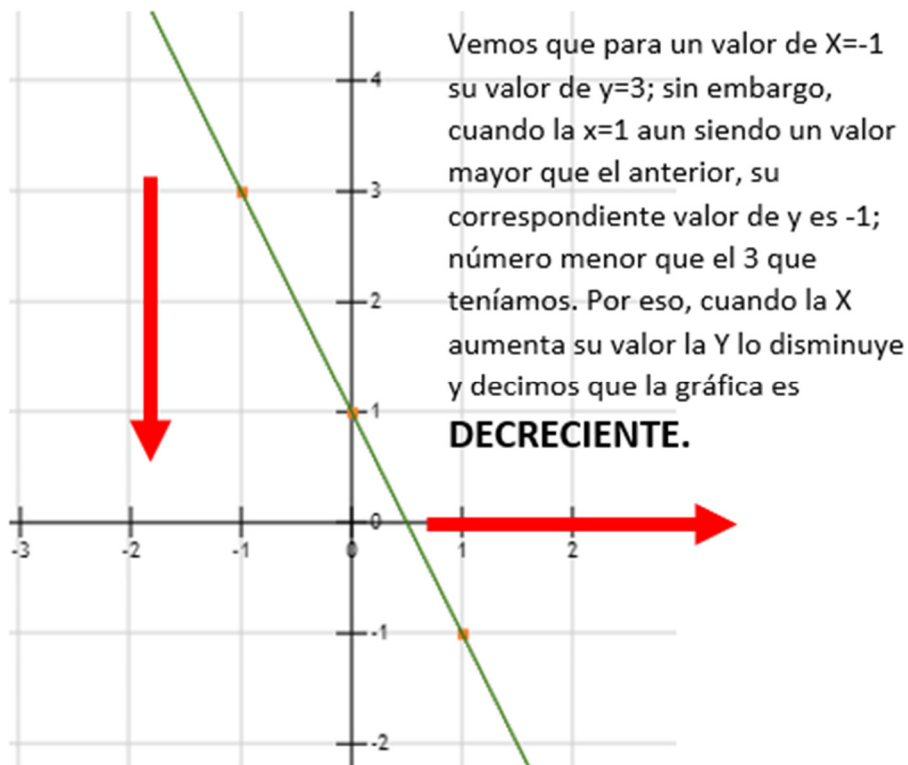 Vemos que para un valor de X=-1
su valor de y=3; sin embargo,
cuando la x=1 aun siendo un valor
mayor que el anterior, su
correspondiente valor de y es -1;
número menor que el 3 que
teníamos. Por eso, cuando la X
aumenta su valor la Y lo disminuye
y decimos que la gráfica es
DECRECIENTE.
4
3
2
1
0
-1
-2
-3 -2 -1 0 1 2